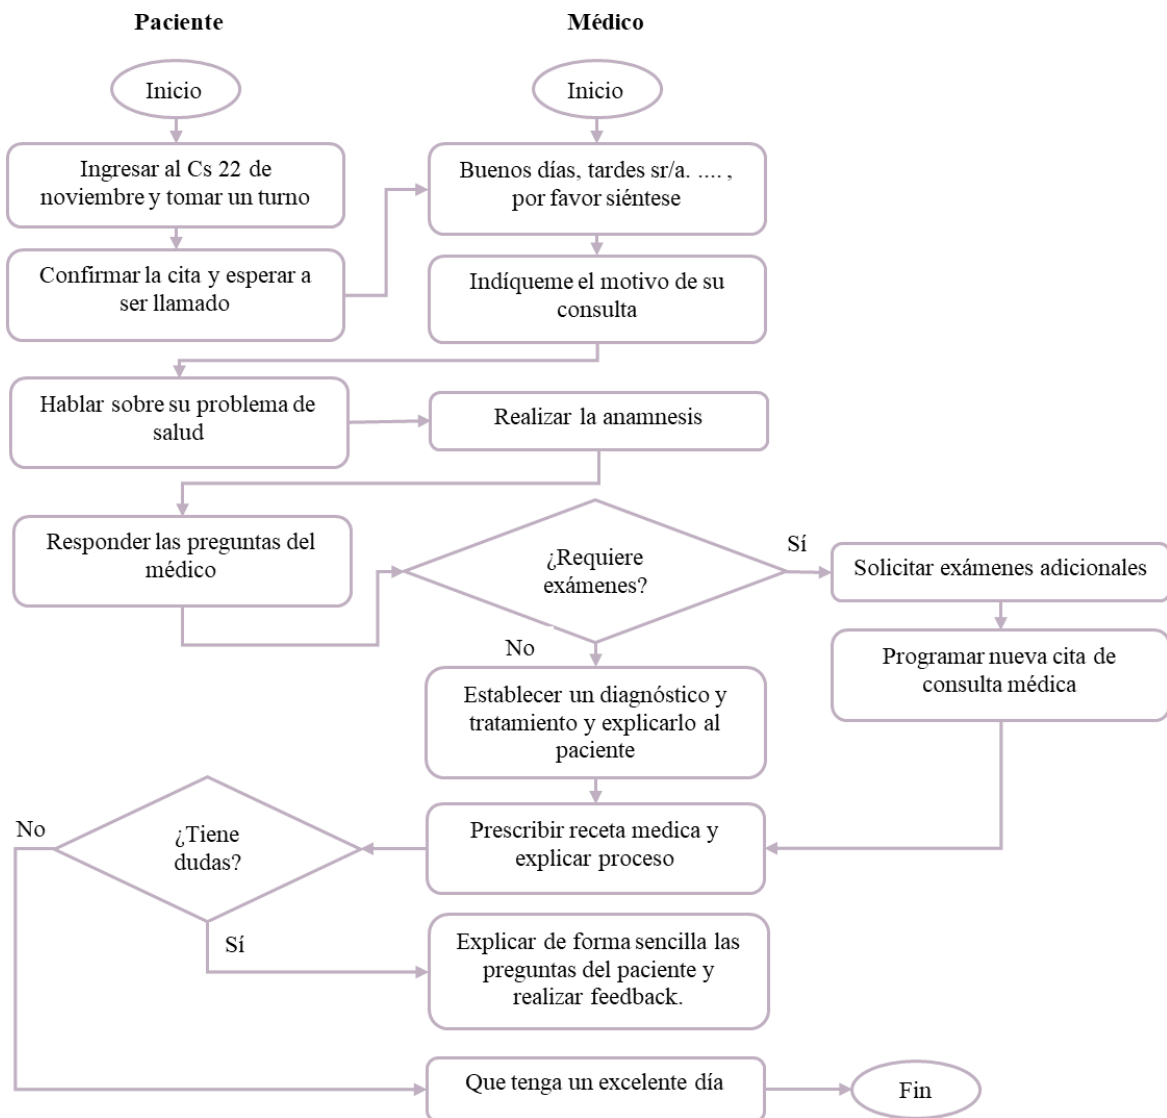 Paciente
Médico
Inicio
Inicio
Ingresar al Cs 22 de
noviembre y tomar un turno
Buenos días, tardes sr/a. .... ,
por favor siéntese
Confirmar la cita y esperar a
ser llamado
Indíqueme el motivo de su
consulta
Hablar sobre su problema de
salud
Realizar la anamnesis
Responder las preguntas del
médico
¿Requiere
exámenes?
Sí
Solicitar exámenes adicionales
No
Programar nueva cita de
consulta médica
Establecer un diagnóstico y
tratamiento y explicarlo al
paciente
Prescribir receta medica y
explicar proceso
¿Tiene
dudas?
No
Sí
Explicar de forma sencilla las
preguntas del paciente y
realizar feedback.
Que tenga un excelente día
Fin